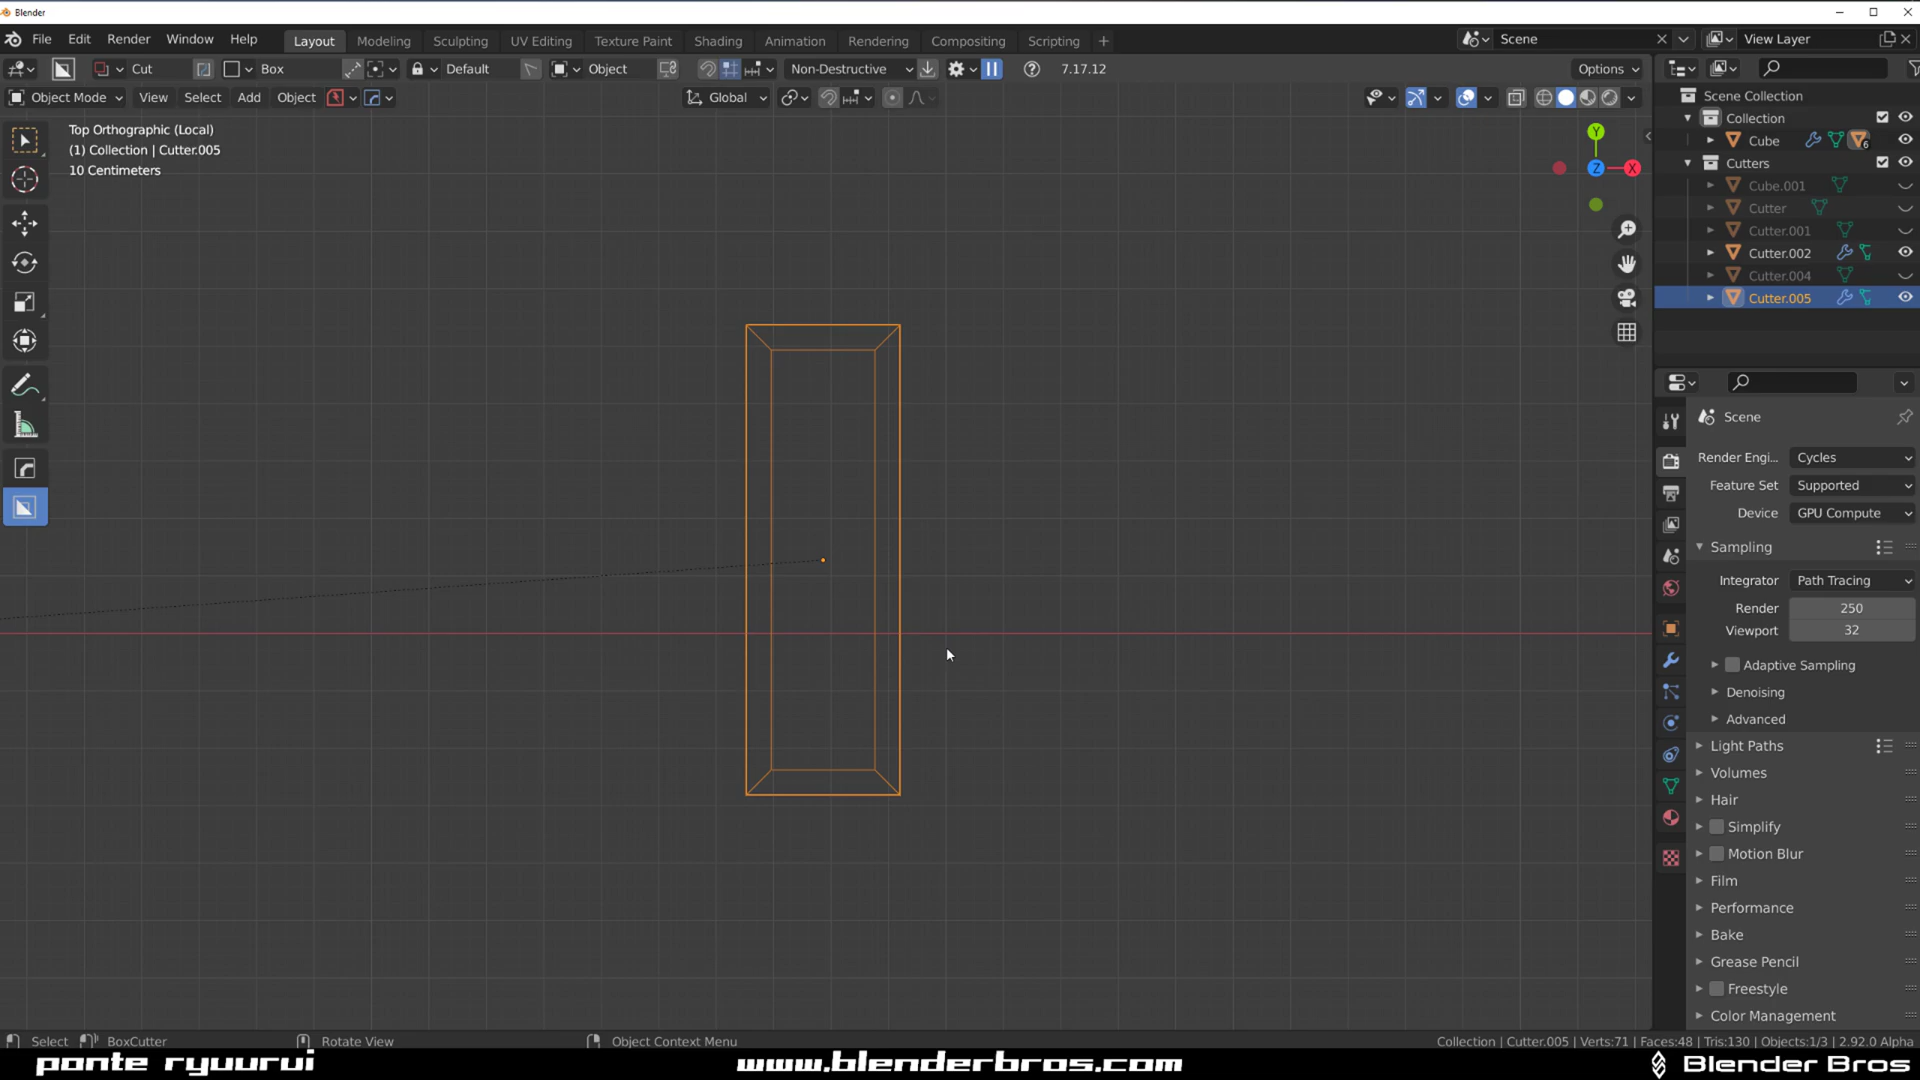 Blender
File Edit Render Window Help Layout Modeling Sculpting UV Editing Texture Paint Shading Animation Rendering Compositing Scripting + Scene View Layer
Cut Box Default Object Non-Destructive 7.17.12 Options
Object Mode View Select Add Object Global
Top Orthographic (Local)
(1) Collection | Cutter.005
10 Centimeters
Y
Z
X
Scene Collection
Collection
Cube 6
Cutters
Cube.001
Cutter
Cutter.001
Cutter.002
Cutter.004
Cutter.005
Scene
Render Engi... Cycles
Feature Set Supported
Device GPU Compute
Sampling
Integrator Path Tracing
Render 250
Viewport 32
Adaptive Sampling
Denoising
Advanced
Light Paths
Volumes
Hair
Simplify
Motion Blur
Film
Performance
Bake
Grease Pencil
Freestyle
Color Management
Select BoxCutter Rotate View Object Context Menu Collection | Cutter.005 | Verts:71 | Faces:48 | Tris:130 | Objects:1/3 | 2.92.0 Alpha
ponte ryuurui www.blenderbros.com Blender Bros